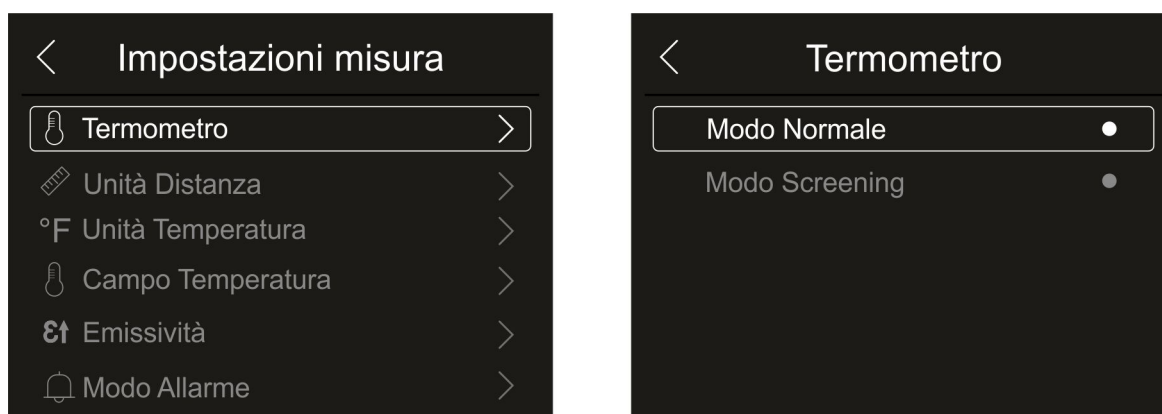 Impostazioni misura
Termometro
Unità Distanza
°F Unità Temperatura
Campo Temperatura
ε Emissività
Modo Allarme
Termometro
Modo Normale
Modo Screening